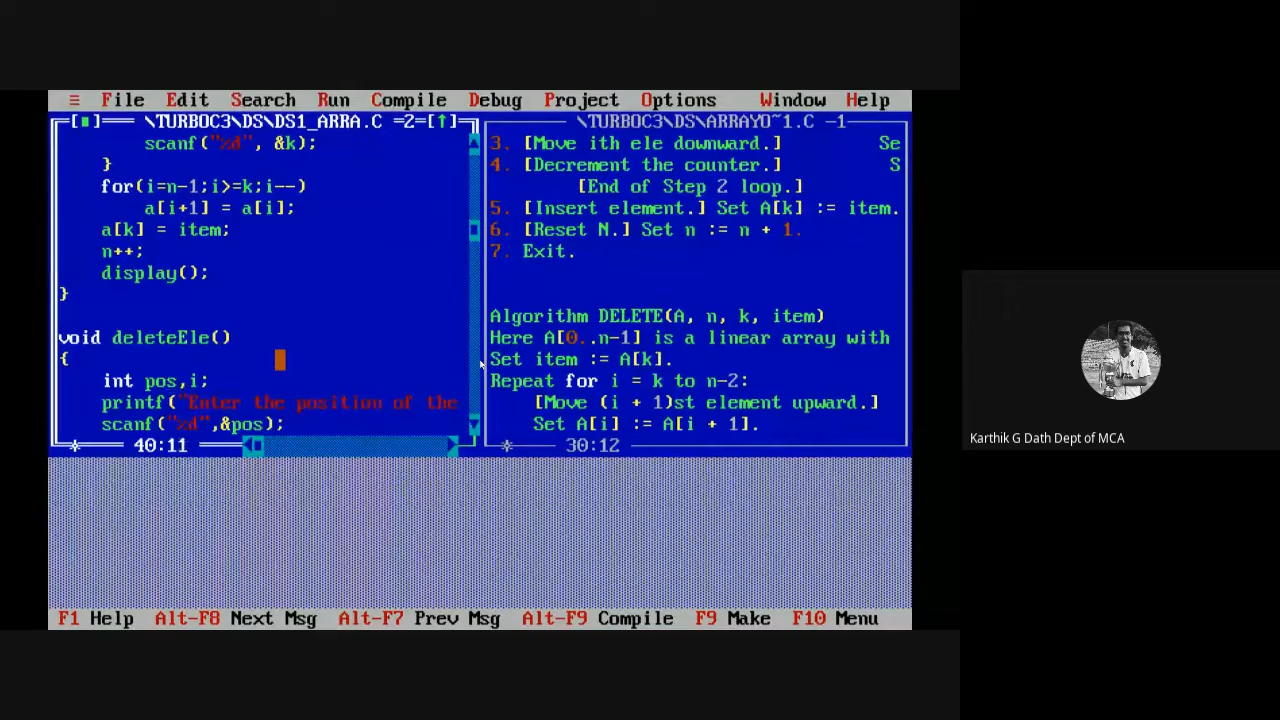 ≡ File Edit Search Run Compile Debug Project Options Window Help
[■] \TURBOC3\DS\DS1_ARRA.C =2=[↑]
scanf("%d", &k);
}
for(i=n-1;i>=k;i--)
a[i+1] = a[i];
a[k] = item;
n++;
display();
}
void deleteEle()
{
int pos,i;
printf("Enter the position of the
scanf("%d",&pos);
40:11
\TURBOC3\DS\ARRAYO~1.C —1
3. [Move ith ele downward.] Se
4. [Decrement the counter.] S
[End of Step 2 loop.]
5. [Insert element.] Set A[k] := item.
6. [Reset N.] Set n := n + 1.
7. Exit.
Algorithm DELETE(A, n, k, item)
Here A[0..n-1] is a linear array with
Set item := A[k].
Repeat for i = k to n-2:
[Move (i + 1)st element upward.]
Set A[i] := A[i + 1].
30:12
F1 Help Alt-F8 Next Msg Alt-F7 Prev Msg Alt-F9 Compile F9 Make F10 Menu
Karthik G Dath Dept of MCA